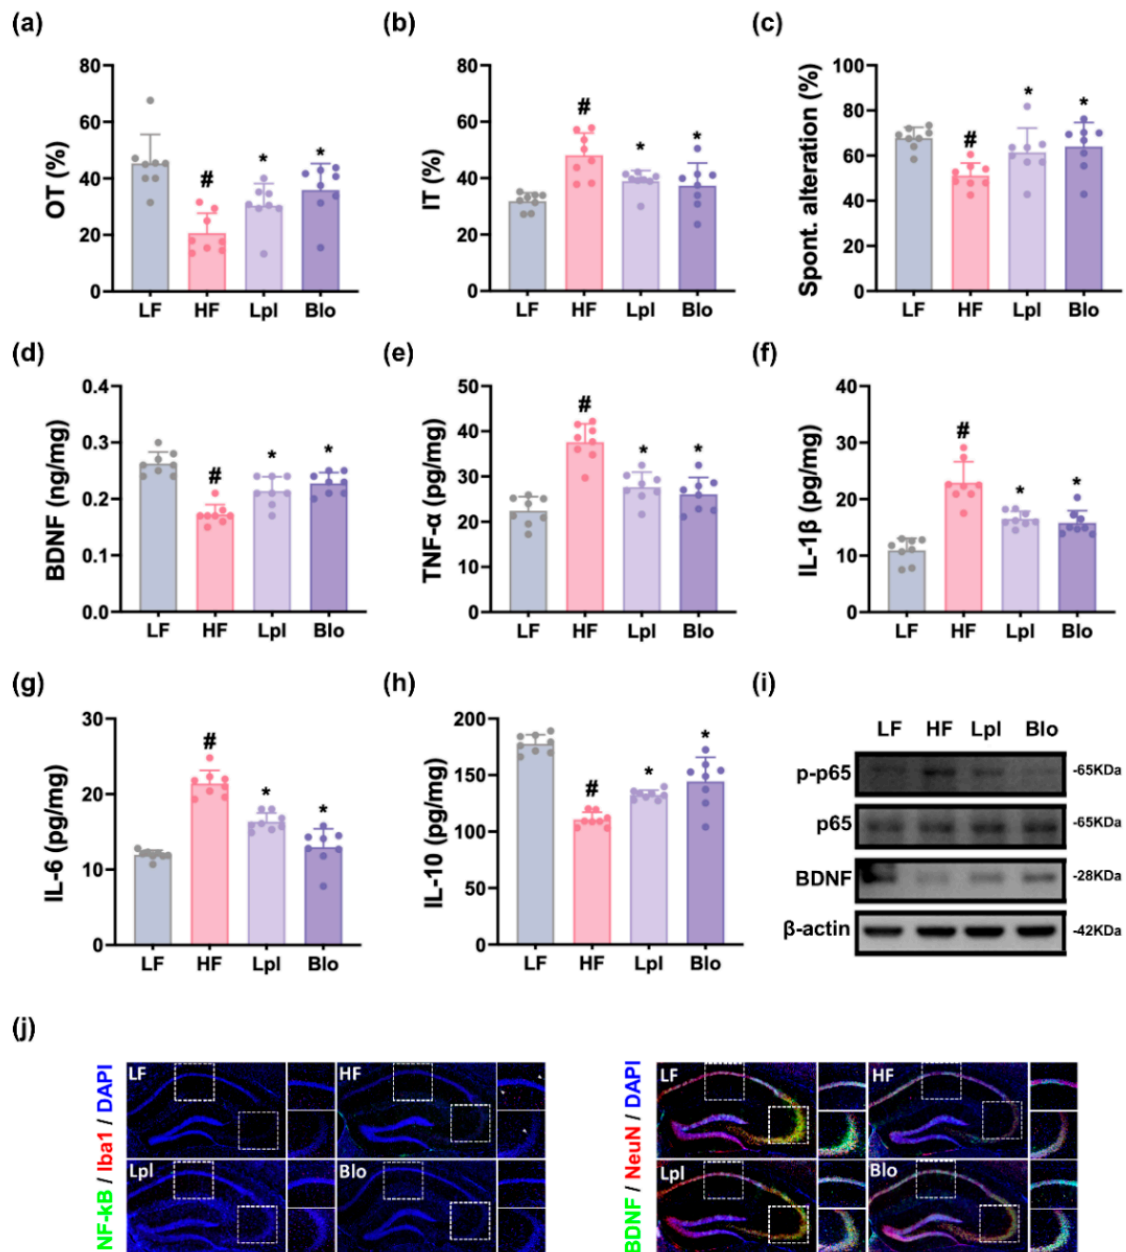 (a)
(b)
(c)
OT (%)
80
60
40
20
0
LF HF Lpl Blo
#
*
*
IT (%)
80
60
40
20
0
LF HF Lpl Blo
#
*
*
Spont. alteration (%)
100
80
60
40
20
0
LF HF Lpl Blo
#
*
*
(d)
(e)
(f)
BDNF (ng/mg)
0.4
0.3
0.2
0.1
0.0
LF HF Lpl Blo
#
*
*
TNF-α (pg/mg)
50
40
30
20
10
0
LF HF Lpl Blo
#
*
*
IL-1β (pg/mg)
40
30
20
10
0
LF HF Lpl Blo
#
*
*
(g)
(h)
(i)
IL-6 (pg/mg)
30
20
10
0
LF HF Lpl Blo
#
*
*
IL-10 (pg/mg)
200
150
100
50
0
LF HF Lpl Blo
#
*
*
LF HF Lpl Blo
p-p65 -65KDa
p65 -65KDa
BDNF -28KDa
β-actin -42KDa
(j)
NF-kB / Iba1 / DAPI
LF HF
Lpl Blo
BDNF / NeuN / DAPI
LF HF
Lpl Blo